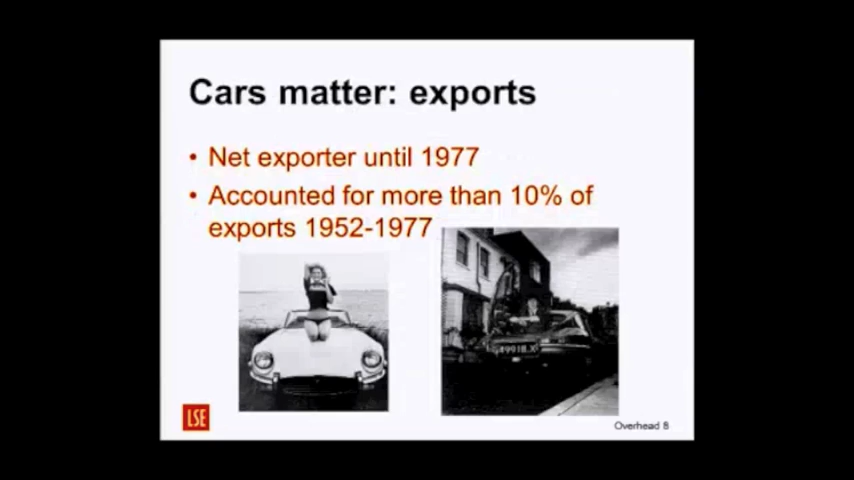 Cars matter: exports
• Net exporter until 1977
• Accounted for more than 10% of
exports 1952-1977
LSE
Overhead 8